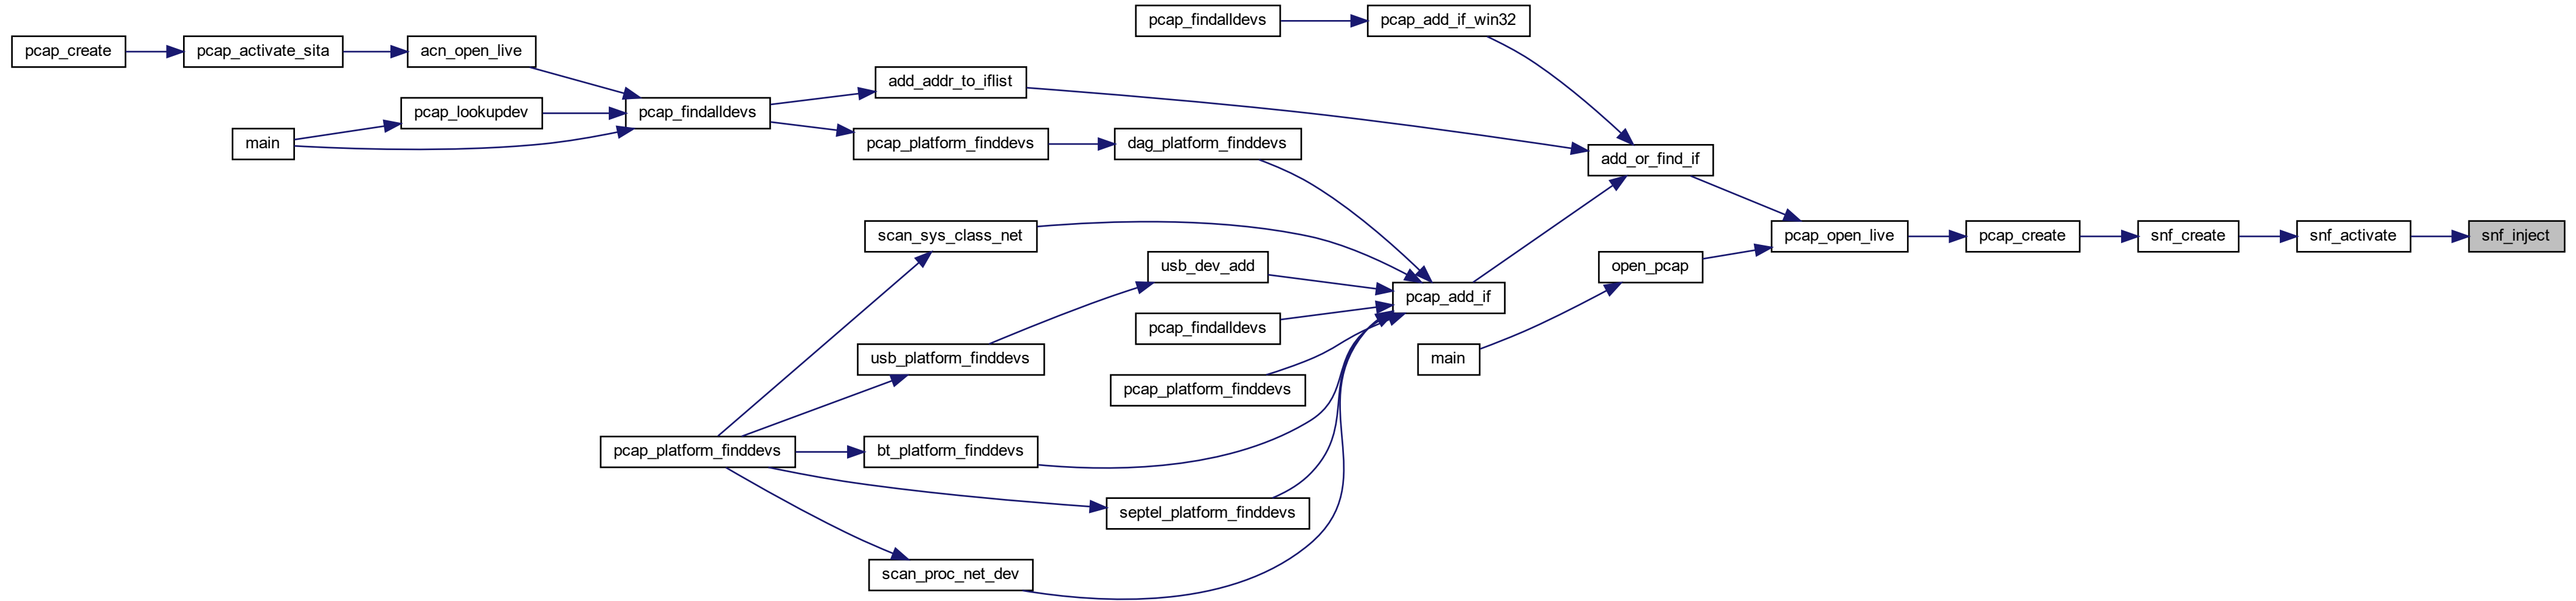 pcap_findalldevs
pcap_add_if_win32
pcap_create
pcap_activate_sita
acn_open_live
add_addr_to_iflist
pcap_lookupdev
pcap_findalldevs
main
pcap_platform_finddevs
dag_platform_finddevs
add_or_find_if
scan_sys_class_net
pcap_open_live
pcap_create
snf_create
snf_activate
snf_inject
usb_dev_add
open_pcap
pcap_add_if
pcap_findalldevs
usb_platform_finddevs
main
pcap_platform_finddevs
pcap_platform_finddevs
bt_platform_finddevs
septel_platform_finddevs
scan_proc_net_dev